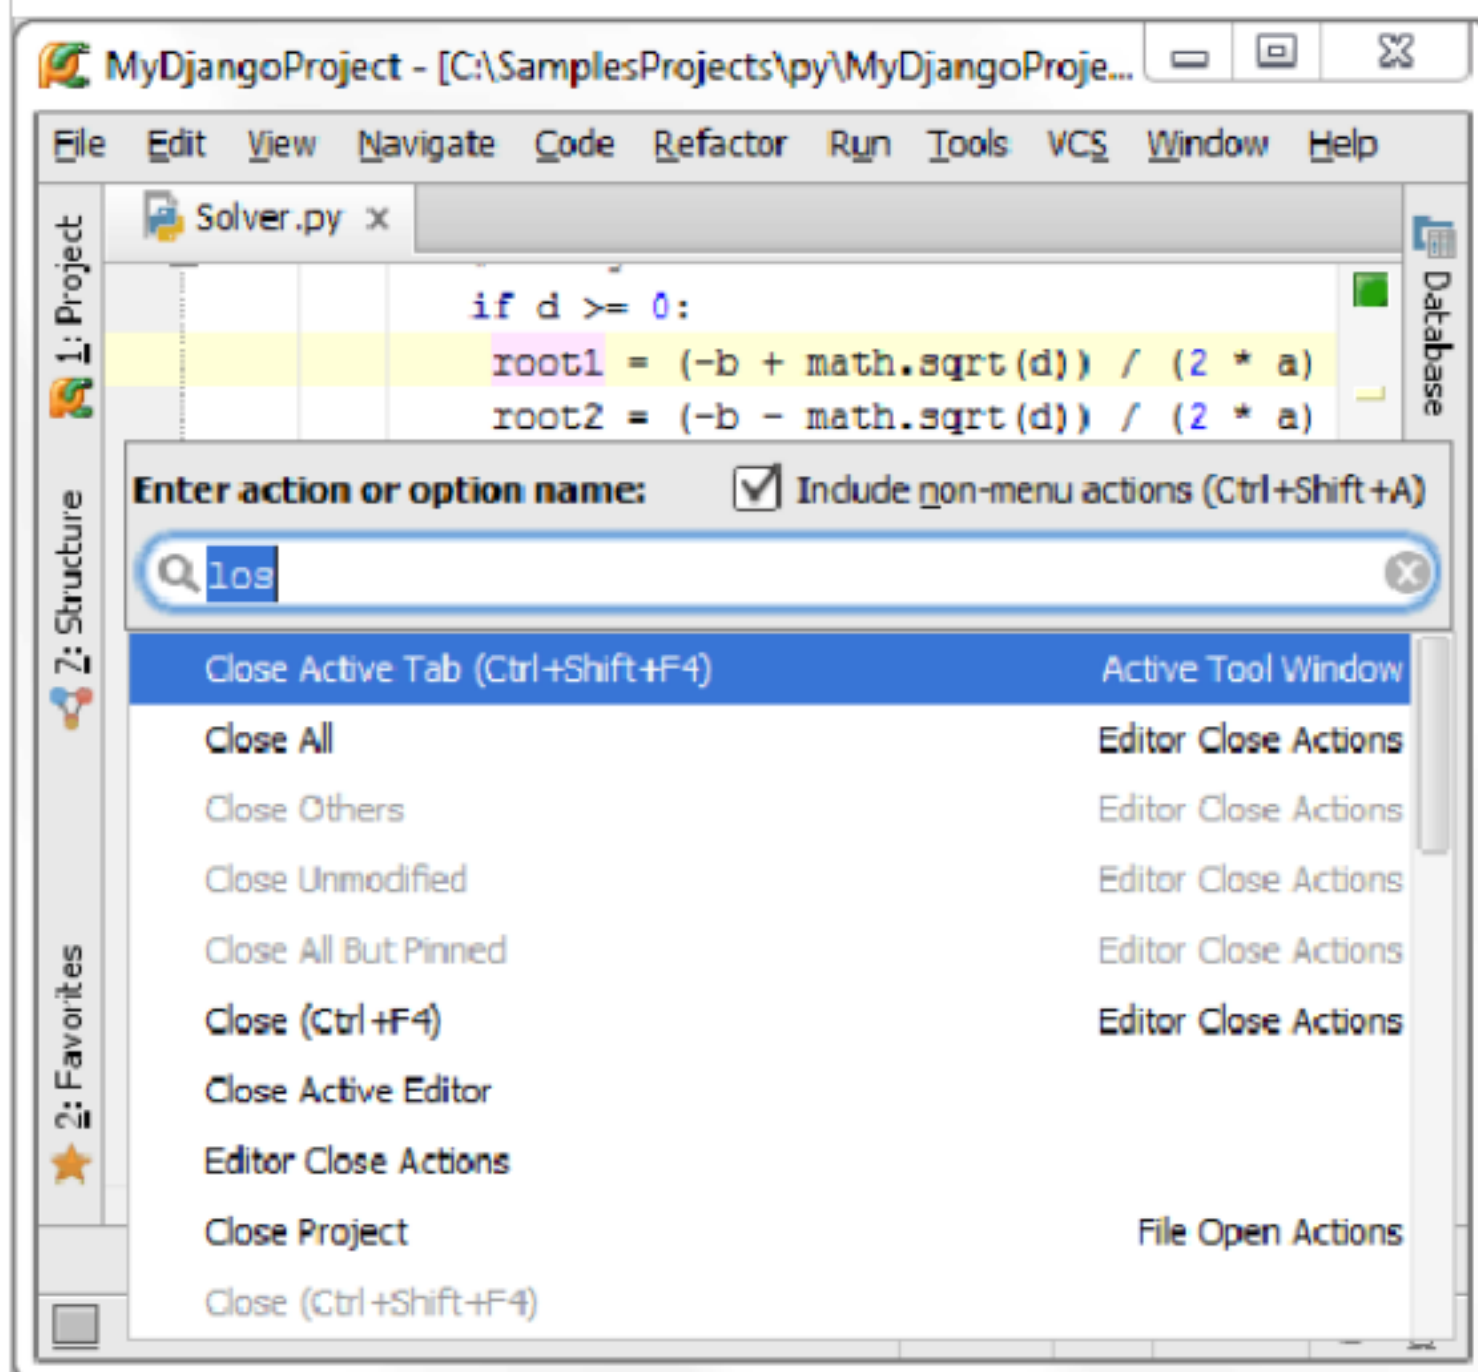 MyDjangoProject - [C:\SamplesProjects\py\MyDjangoProje...
File Edit View Navigate Code Refactor Run Tools VCS Window Help
Solver.py
1: Project
7: Structure
2: Favorites
Database
if d >= 0:
root1 = (-b + math.sqrt(d)) / (2 * a)
root2 = (-b - math.sqrt(d)) / (2 * a)
Enter action or option name: Include non-menu actions (Ctrl+Shift+A)
los
Close Active Tab (Ctrl+Shift+F4) Active Tool Window
Close All Editor Close Actions
Close Others Editor Close Actions
Close Unmodified Editor Close Actions
Close All But Pinned Editor Close Actions
Close (Ctrl+F4) Editor Close Actions
Close Active Editor
Editor Close Actions
Close Project File Open Actions
Close (Ctrl+Shift+F4)